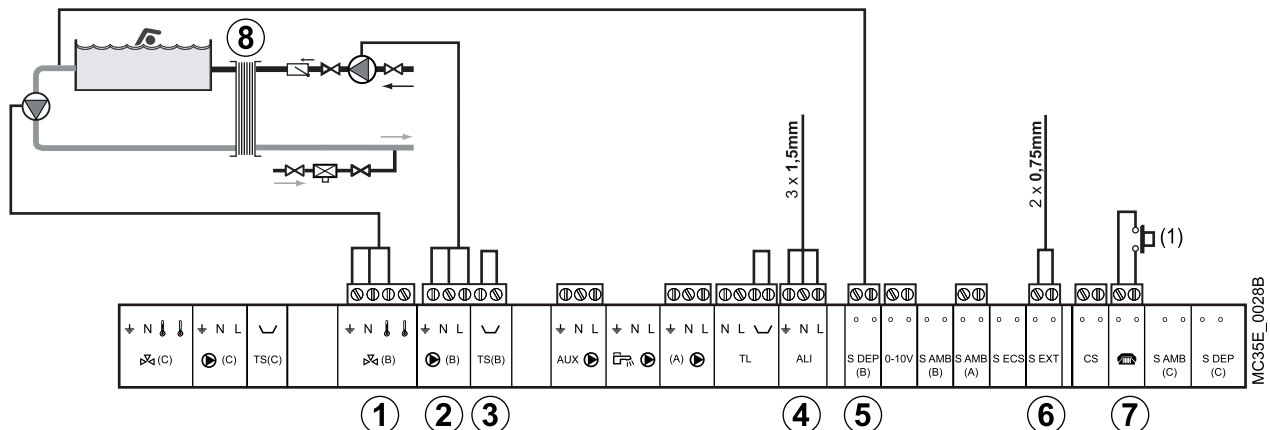 8
3 x 1,5mm
2 x 0,75mm
(1)
MC35E_0028B
N
(C)
N L
(C)
TS(C)
N
(B)
N L
(B)
TS(B)
N L
AUX
N L
N L
(A)
N L
TL
N L
ALI
S DEP
(B)
0-10V
S AMB
(B)
S AMB
(A)
S ECS
S EXT
CS
S AMB
(C)
S DEP
(C)
1
2
3
4
5
6
7